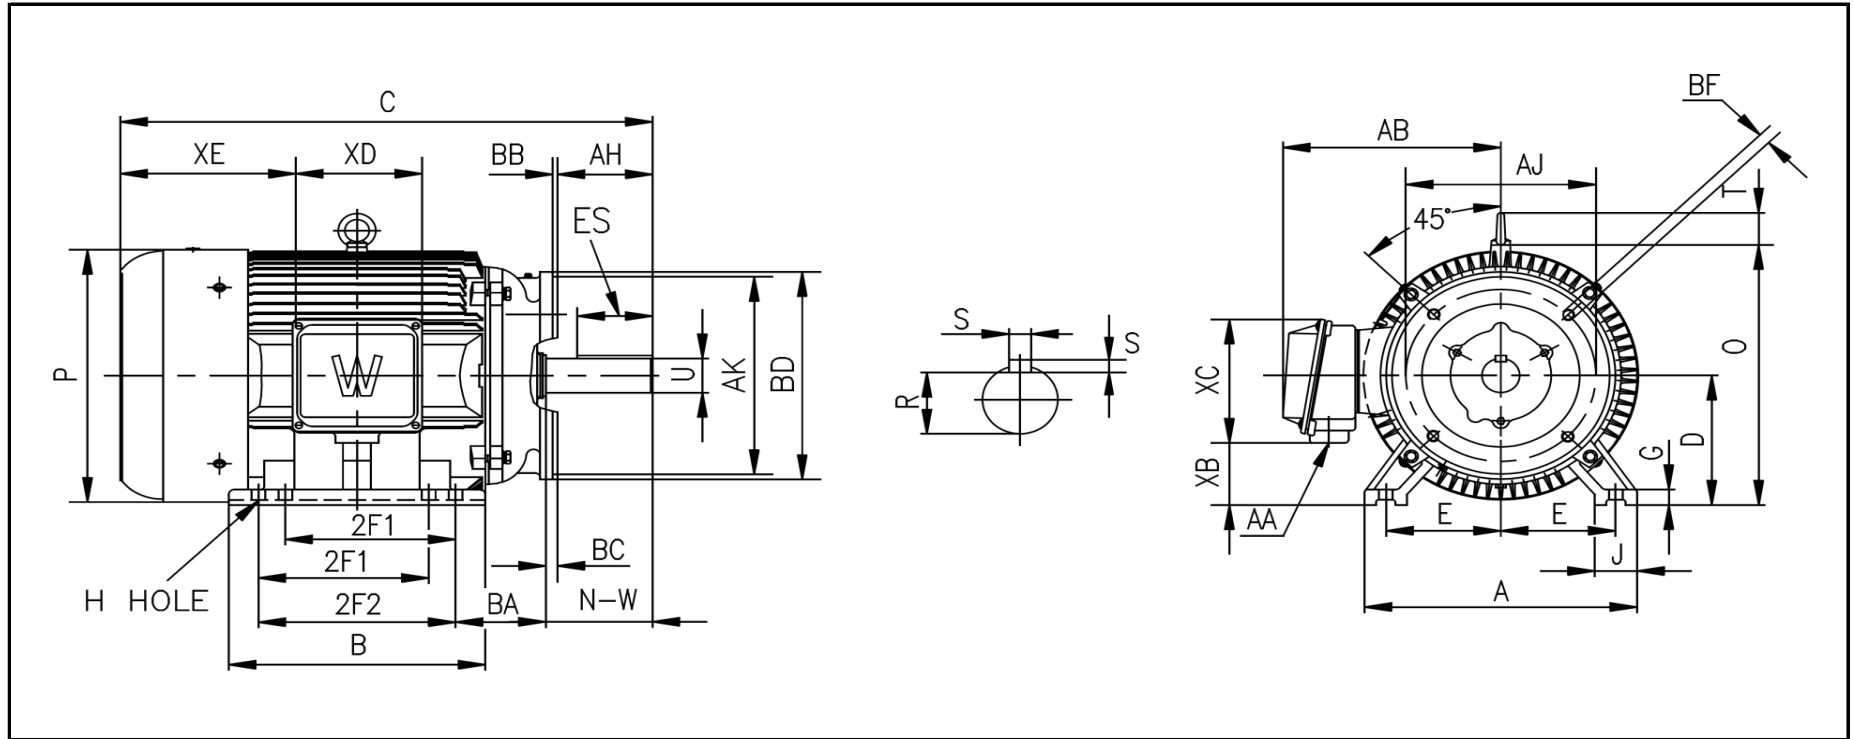 C
XE
XD
BB
AH
ES
P
W
U
AK
BD
2F1
2F1
BC
H HOLE
2F2
BA
N-W
B
S
S
R
BF
AB
AJ
T
45°
O
XC
D
G
XB
AA
E
E
J
A